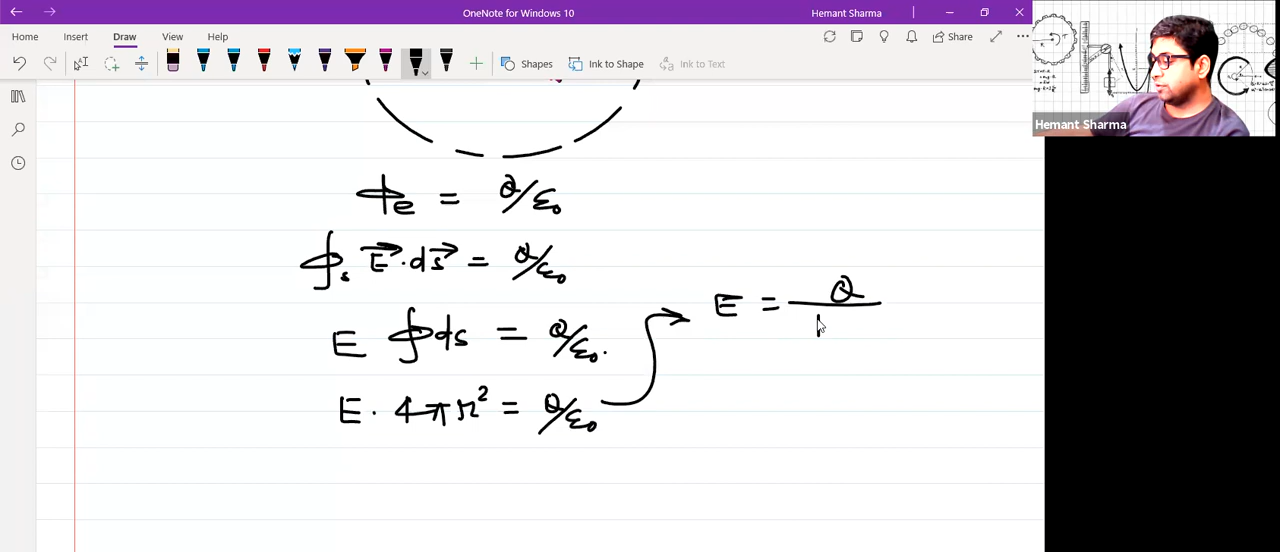 OneNote for Windows 10
Hemant Sharma
Home Insert Draw View Help
Share
Shapes Ink to Shape Ink to Text
Hemant Sharma
ϕe = Q/ε₀
∮s E⃗·ds⃗ = Q/ε₀
E ∮ds = Q/ε₀.
E · 4πr² = Q/ε₀
E = Q